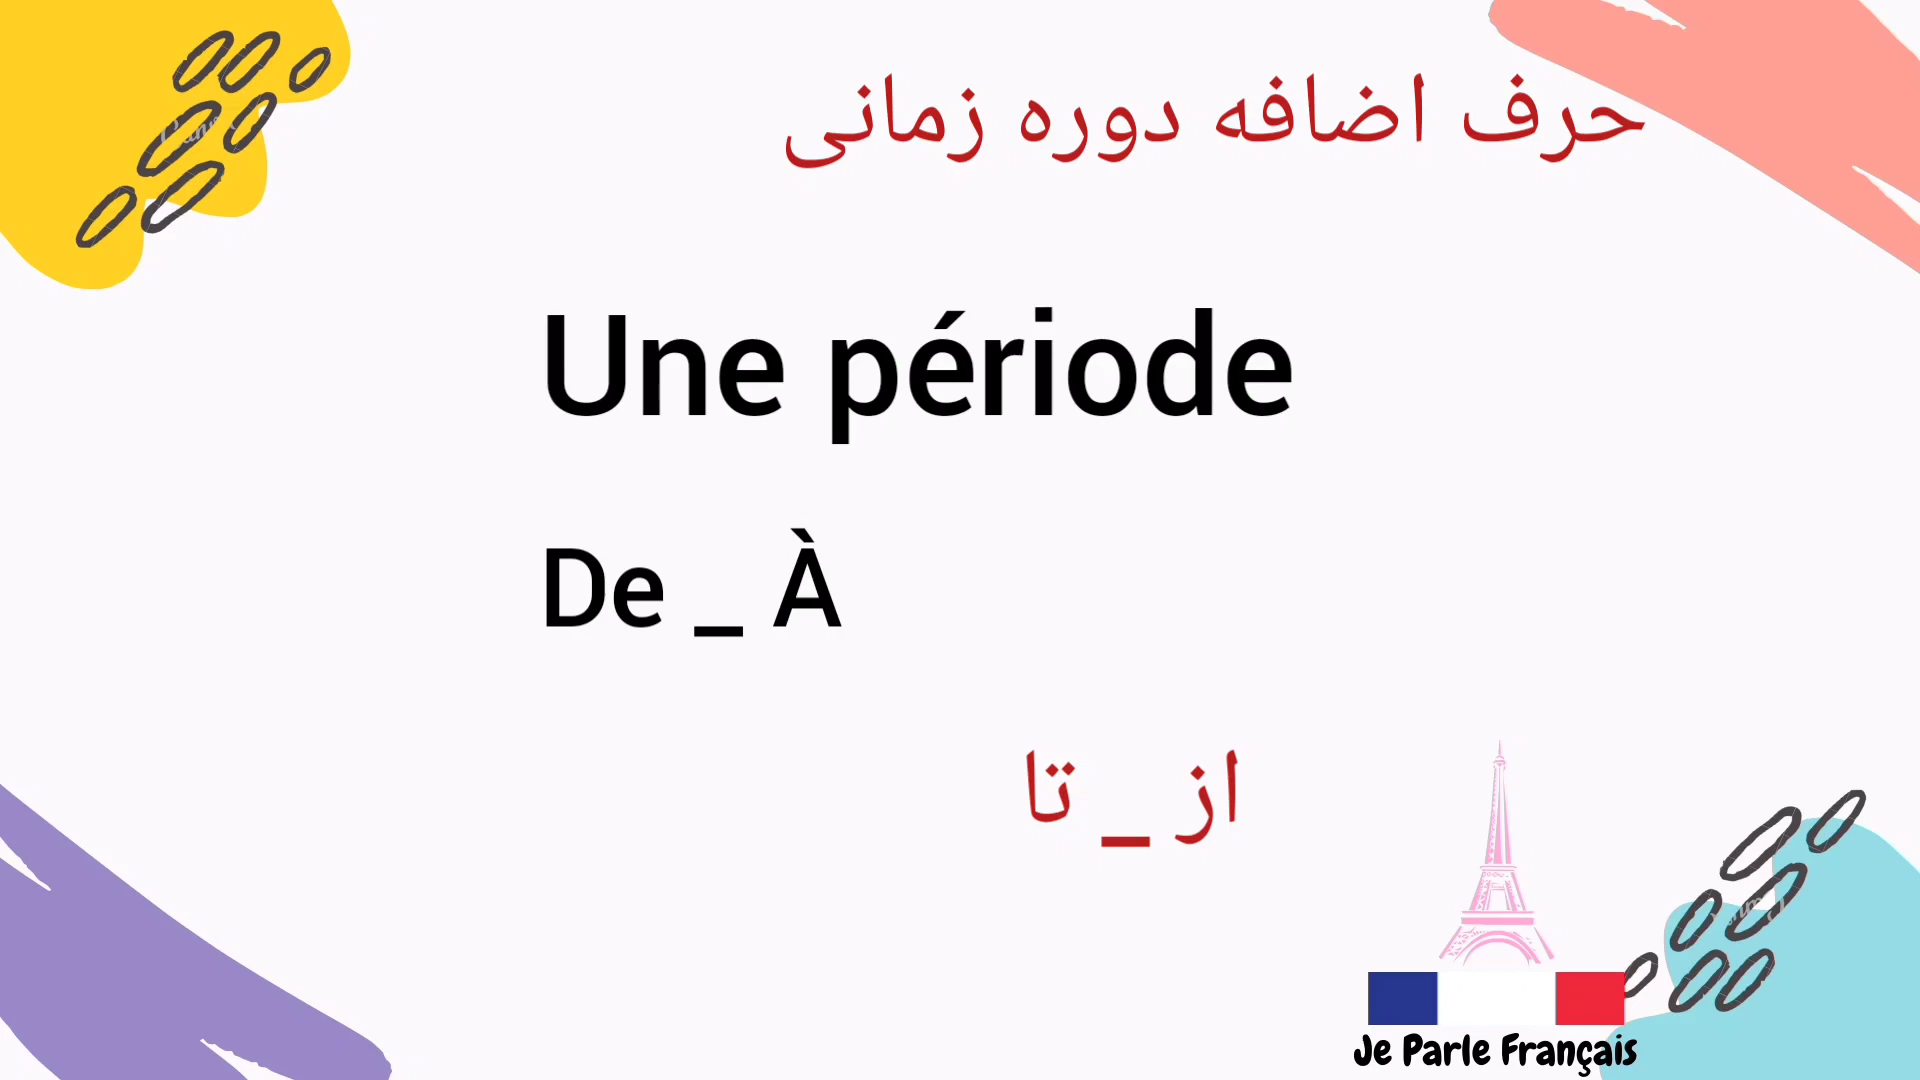 حرف اضافه دوره زمانی
Une période
De _ À
از _ تا
Je Parle Français